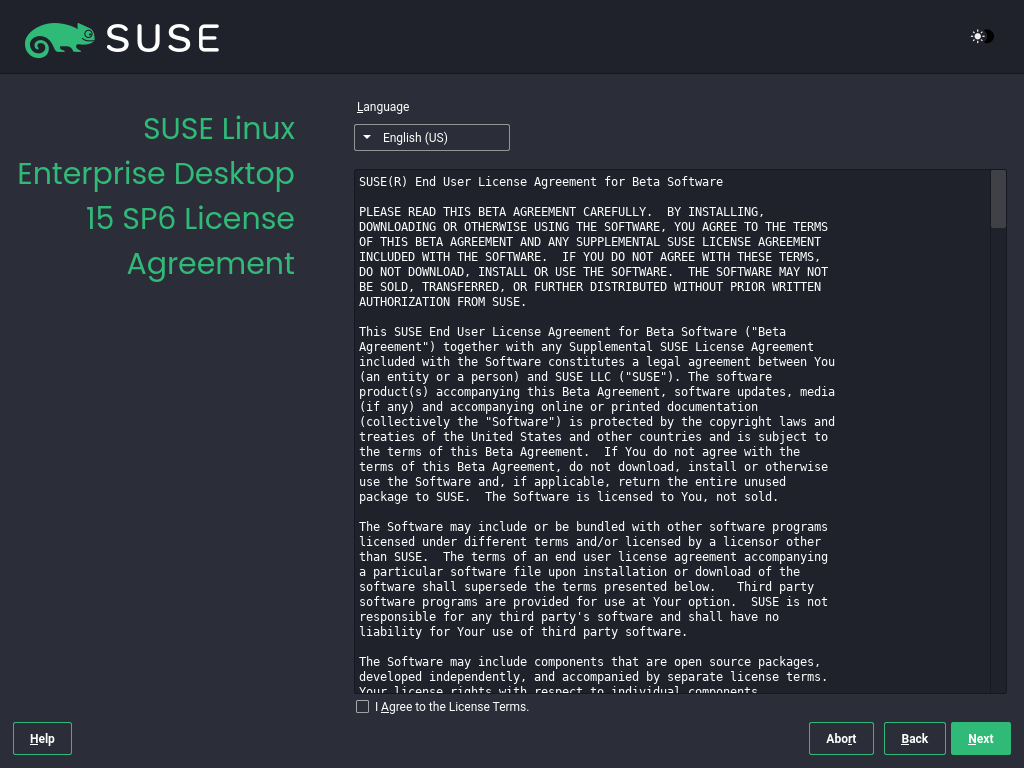 SUSE
Language
English (US)
SUSE Linux
Enterprise Desktop
15 SP6 License
Agreement
SUSE(R) End User License Agreement for Beta Software
PLEASE READ THIS BETA AGREEMENT CAREFULLY.  BY INSTALLING,
DOWNLOADING OR OTHERWISE USING THE SOFTWARE, YOU AGREE TO THE TERMS
OF THIS BETA AGREEMENT AND ANY SUPPLEMENTAL SUSE LICENSE AGREEMENT
INCLUDED WITH THE SOFTWARE.  IF YOU DO NOT AGREE WITH THESE TERMS,
DO NOT DOWNLOAD, INSTALL OR USE THE SOFTWARE.  THE SOFTWARE MAY NOT
BE SOLD, TRANSFERRED, OR FURTHER DISTRIBUTED WITHOUT PRIOR WRITTEN
AUTHORIZATION FROM SUSE.
This SUSE End User License Agreement for Beta Software ("Beta
Agreement") together with any Supplemental SUSE License Agreement
included with the Software constitutes a legal agreement between You
(an entity or a person) and SUSE LLC ("SUSE"). The software
product(s) accompanying this Beta Agreement, software updates, media
(if any) and accompanying online or printed documentation
(collectively the "Software") is protected by the copyright laws and
treaties of the United States and other countries and is subject to
the terms of this Beta Agreement.  If You do not agree with the
terms of this Beta Agreement, do not download, install or otherwise
use the Software and, if applicable, return the entire unused
package to SUSE.  The Software is licensed to You, not sold.
The Software may include or be bundled with other software programs
licensed under different terms and/or licensed by a licensor other
than SUSE.  The terms of an end user license agreement accompanying
a particular software file upon installation or download of the
software shall supersede the terms presented below.   Third party
software programs are provided for use at Your option.  SUSE is not
responsible for any third party's software and shall have no
liability for Your use of third party software.
The Software may include components that are open source packages,
developed independently, and accompanied by separate license terms.
Your license rights with respect to individual components
I Agree to the License Terms.
Help
Abort
Back
Next